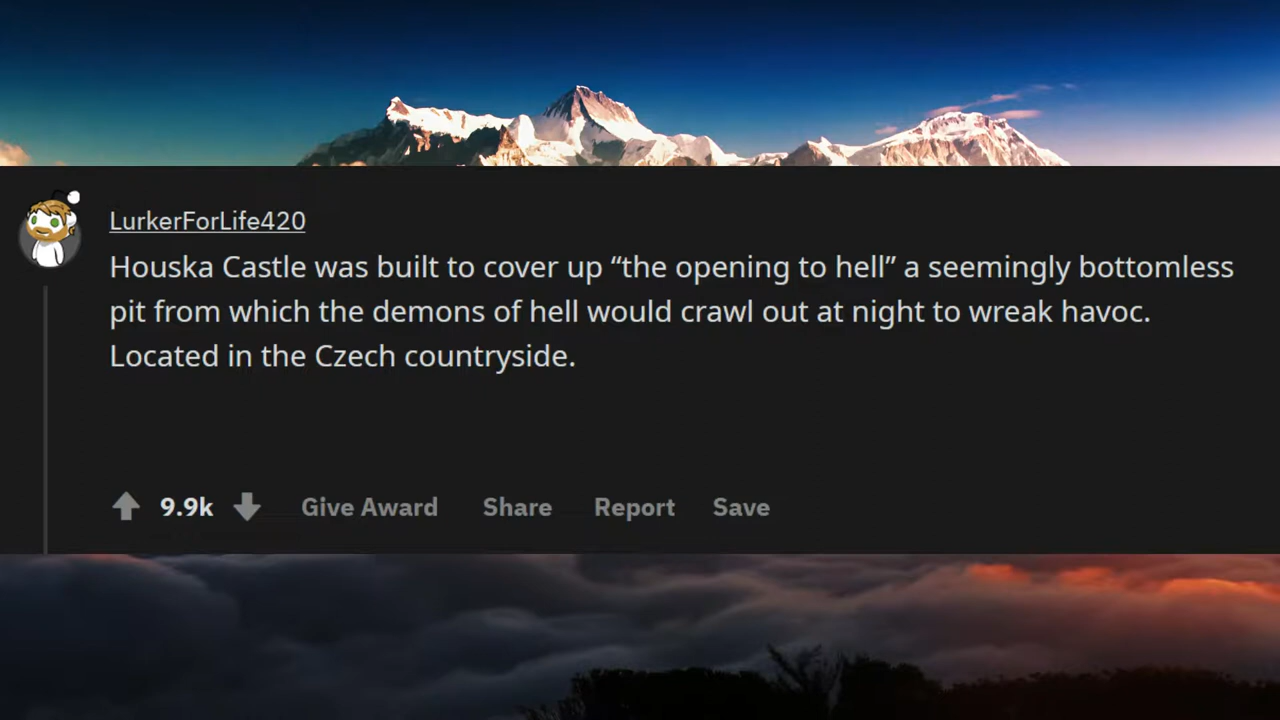 LurkerForLife420
Houska Castle was built to cover up “the opening to hell” a seemingly bottomless
pit from which the demons of hell would crawl out at night to wreak havoc.
Located in the Czech countryside.
9.9k Give Award Share Report Save